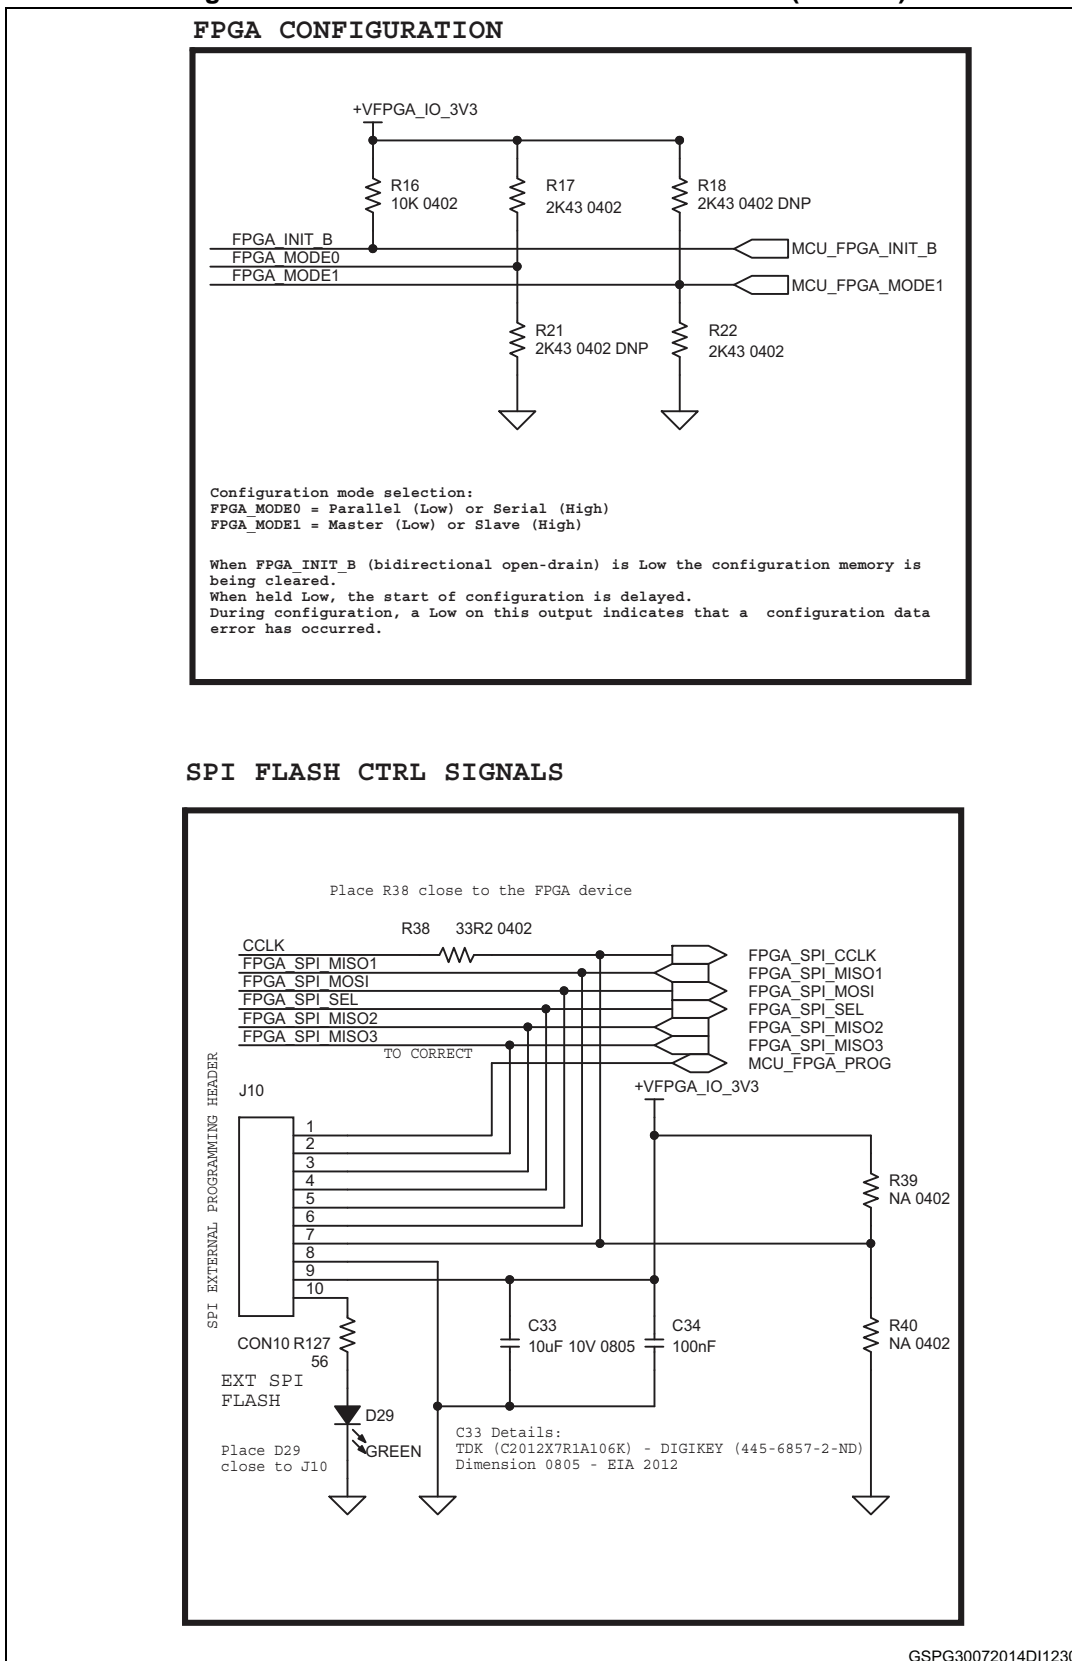 FPGA CONFIGURATION
+VFPGA_IO_3V3
R16
10K 0402
R17
2K43 0402
R18
2K43 0402 DNP
FPGA_INIT_B
FPGA_MODE0
FPGA_MODE1
MCU_FPGA_INIT_B
MCU_FPGA_MODE1
R21
2K43 0402 DNP
R22
2K43 0402
Configuration mode selection:
FPGA_MODE0 = Parallel (Low) or Serial (High)
FPGA_MODE1 = Master (Low) or Slave (High)
When FPGA_INIT_B (bidirectional open-drain) is Low the configuration memory is
being cleared.
When held Low, the start of configuration is delayed.
During configuration, a Low on this output indicates that a configuration data
error has occurred.
SPI FLASH CTRL SIGNALS
Place R38 close to the FPGA device
R38 33R2 0402
CCLK
FPGA_SPI_MISO1
FPGA_SPI_MOSI
FPGA_SPI_SEL
FPGA_SPI_MISO2
FPGA_SPI_MISO3
TO CORRECT
FPGA_SPI_CCLK
FPGA_SPI_MISO1
FPGA_SPI_MOSI
FPGA_SPI_SEL
FPGA_SPI_MISO2
FPGA_SPI_MISO3
MCU_FPGA_PROG
+VFPGA_IO_3V3
SPI EXTERNAL PROGRAMMING HEADER
J10
1
2
3
4
5
6
7
8
9
10
R39
NA 0402
R40
NA 0402
C33
10uF 10V 0805
C34
100nF
CON10
R127
56
EXT SPI
FLASH
D29
GREEN
Place D29
close to J10
C33 Details:
TDK (C2012X7R1A106K) - DIGIKEY (445-6857-2-ND)
Dimension 0805 - EIA 2012
GSPG30072014DI1230